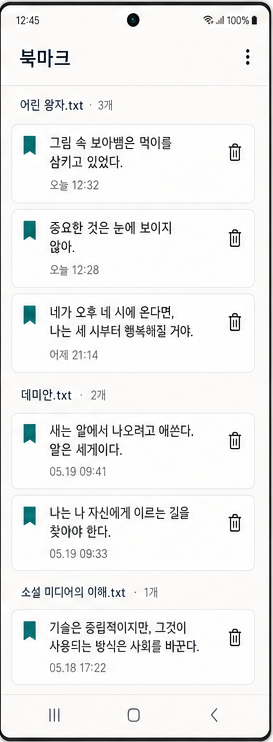 12:45 100%
북마크
어린 왕자.txt · 3개
그림 속 보아뱀은 먹이를
삼키고 있었다.
오늘 12:32
중요한 것은 눈에 보이지
않아.
오늘 12:28
네가 오후 네 시에 온다면,
나는 세 시부터 행복해질 거야.
어제 21:14
데미안.txt · 2개
새는 알에서 나오려고 애쓴다.
알은 세계이다.
05.19 09:41
나는 나 자신에게 이르는 길을
찾아야 한다.
05.19 09:33
소셜 미디어의 이해.txt · 1개
기술은 중립적이지만, 그것이
사용되는 방식은 사회를 바꾼다.
05.18 17:22